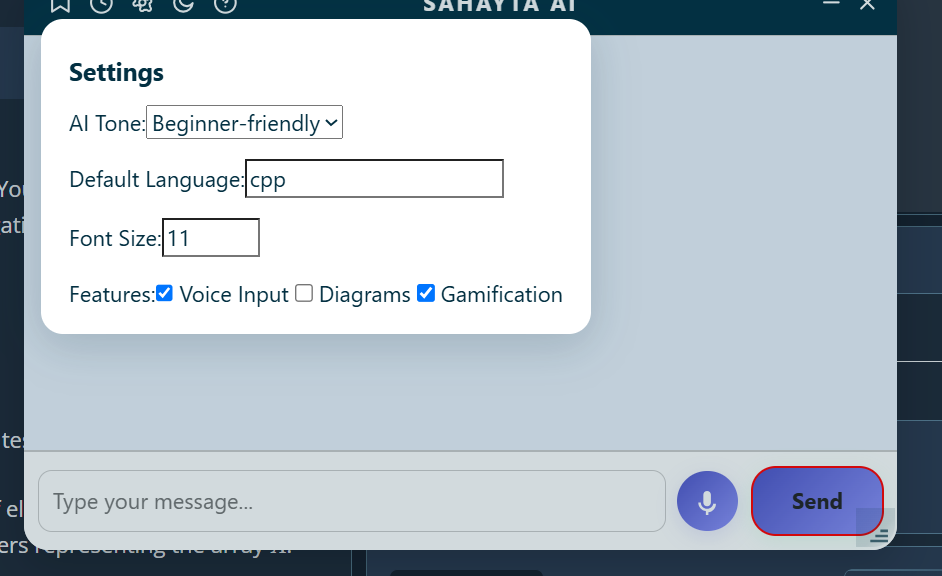 SAHAYTA AI
Settings
AI Tone: Beginner-friendly
Default Language: cpp
Font Size: 11
Features: Voice Input Diagrams Gamification
You
ati
tes
el
ers representing the array
Type your message...
Send